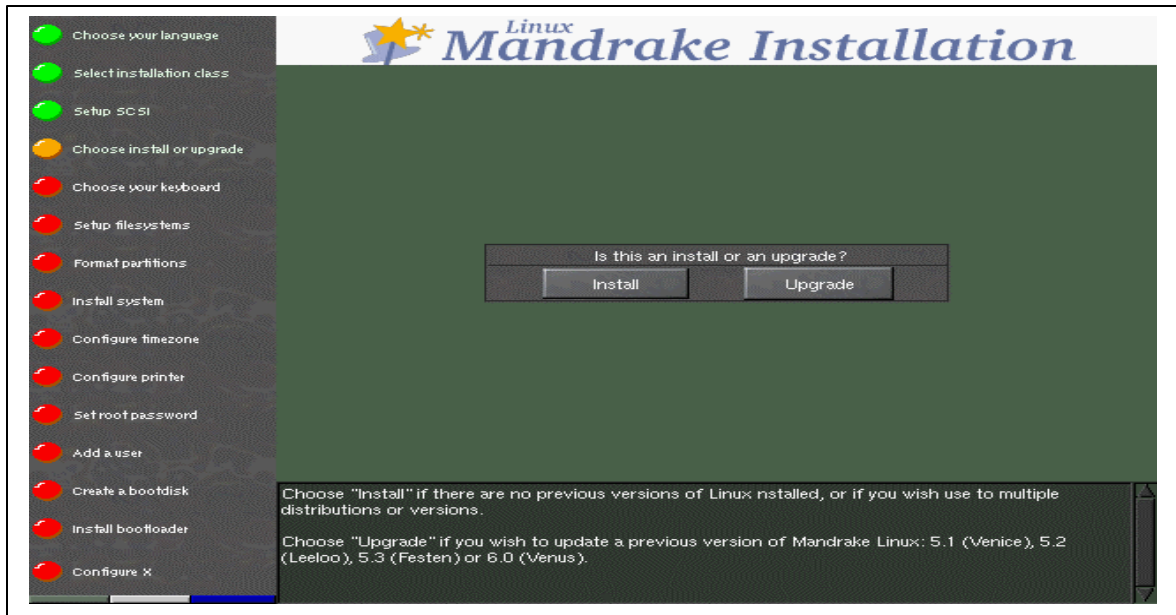 Choose your language
Select installation class
Setup SCSI
Choose install or upgrade
Choose your keyboard
Setup filesystems
Format partitions
Install system
Configure timezone
Configure printer
Set root password
Add a user
Create a bootdisk
Install bootloader
Configure X
Linux
Mandrake Installation
Is this an install or an upgrade?
Install Upgrade
Choose "Install" if there are no previous versions of Linux nstalled, or if you wish use to multiple
distributions or versions.
Choose "Upgrade" if you wish to update a previous version of Mandrake Linux: 5.1 (Venice), 5.2
(Leeloo), 5.3 (Festen) or 6.0 (Venus).